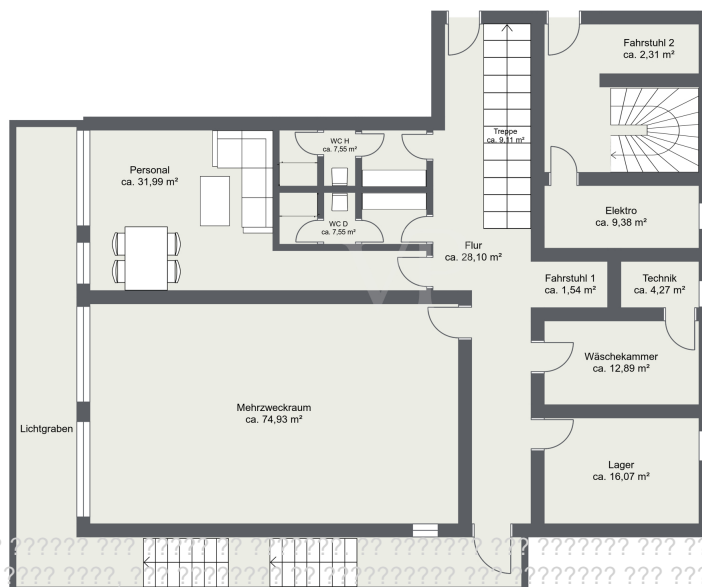 Fahrstuhl 2
ca. 2,31 m²
Treppe
ca. 9,11 m²
WC H
ca. 7,55 m²
Personal
ca. 31,99 m²
Elektro
ca. 9,38 m²
WC D
ca. 7,55 m²
Flur
ca. 28,10 m²
Fahrstuhl 1
ca. 1,54 m²
Technik
ca. 4,27 m²
Wäschekammer
ca. 12,89 m²
Mehrzweckraum
ca. 74,93 m²
Lichtgraben
Lager
ca. 16,07 m²